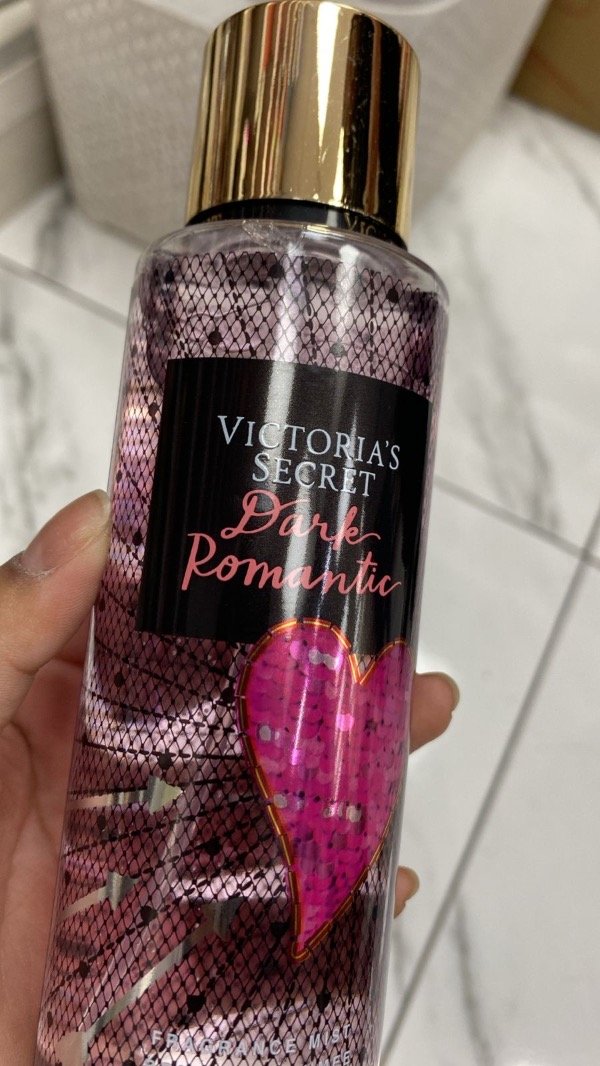 VICTORIA'S
SECRET
Dark
Romantic
FRAGRANCE MIST